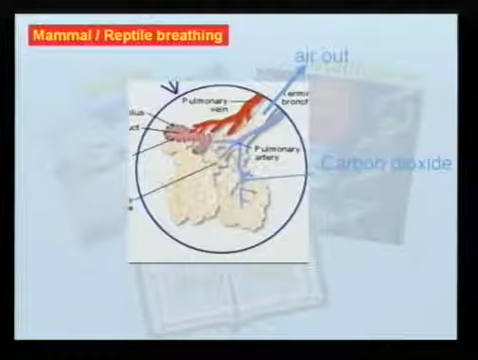 Mammal / Reptile breathing
air out
Pulmonary
vein
Pulmonary
artery
Carbon dioxide